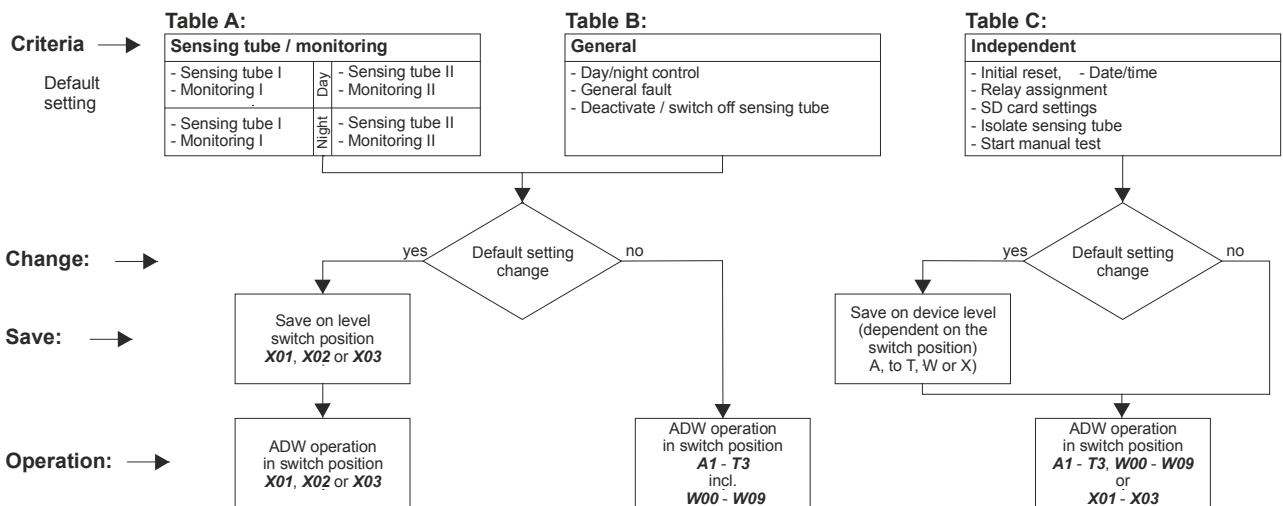 Table A:
Table B:
Table C:
Criteria
Default
setting
Sensing tube / monitoring
- Sensing tube I
- Monitoring I
Day
- Sensing tube II
- Monitoring II
- Sensing tube I
- Monitoring I
Night
- Sensing tube II
- Monitoring II
General
- Day/night control
- General fault
- Deactivate / switch off sensing tube
Independent
- Initial reset, - Date/time
- Relay assignment
- SD card settings
- Isolate sensing tube
- Start manual test
Change:
yes
Default setting
change
no
yes
Default setting
change
no
Save:
Save on level
switch position
X01, X02 or X03
Save on device level
(dependent on the
switch position)
A, to T, W or X)
Operation:
ADW operation
in switch position
X01, X02 or X03
ADW operation
in switch position
A1 - T3
incl.
W00 - W09
ADW operation
in switch position
A1 - T3, W00 - W09
or
X01 - X03